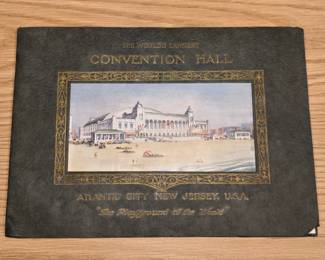 THE WORLD'S LARGEST
CONVENTION HALL
ATLANTIC CITY NEW JERSEY, U.S.A.
"The Playground of the World"